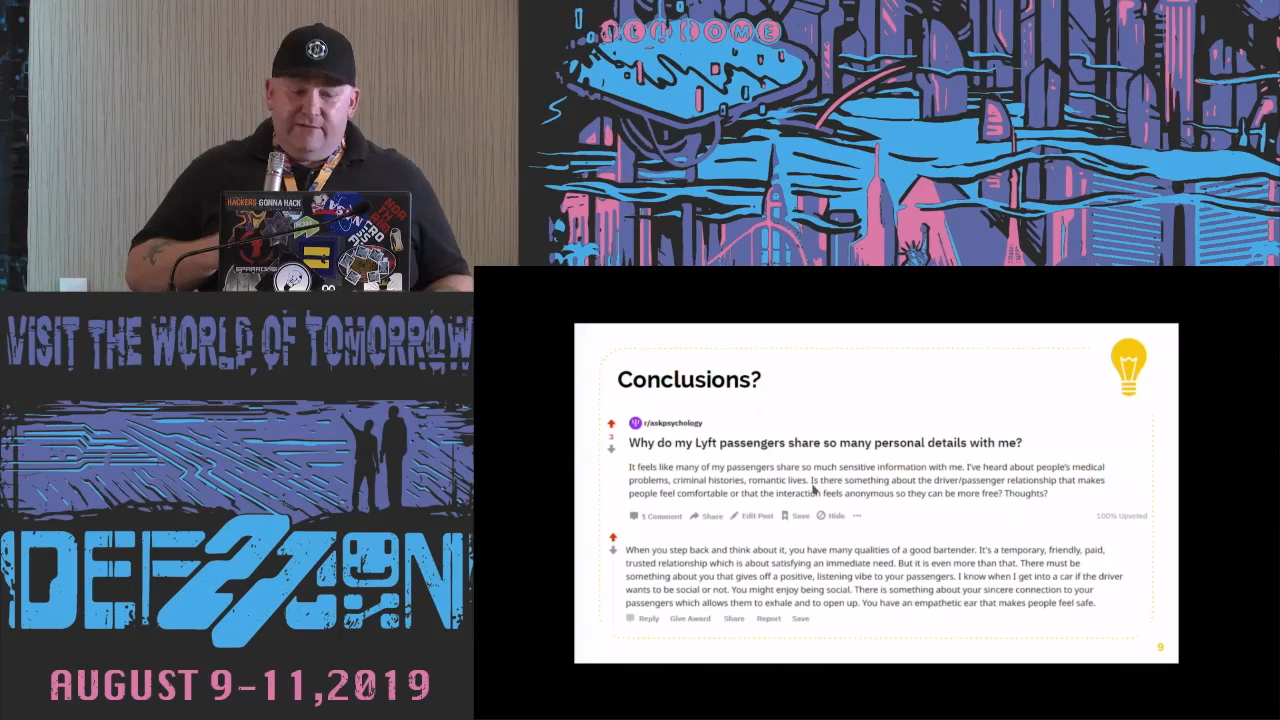 WELCOME
HACKERS-GONNA HACK
VISIT THE WORLD OF TOMORROW
DEFCON
27
AUGUST 9-11,2019
Conclusions?
r/askpsychology
3
Why do my Lyft passengers share so many personal details with me?
It feels like many of my passengers share so much sensitive information with me. I've heard about people's medical
problems, criminal histories, romantic lives. Is there something about the driver/passenger relationship that makes
people feel comfortable or that the interaction feels anonymous so they can be more free? Thoughts?
1 Comment Share Edit Post Save Hide ...
100% Upvoted
When you step back and think about it, you have many qualities of a good bartender. It's a temporary, friendly, paid,
trusted relationship which is about satisfying an immediate need. But it is even more than that. There must be
something about you that gives off a positive, listening vibe to your passengers. I know when I get into a car if the driver
wants to be social or not. You might enjoy being social. There is something about your sincere connection to your
passengers which allows them to exhale and to open up. You have an empathetic ear that makes people feel safe.
Reply Give Award Share Report Save
9